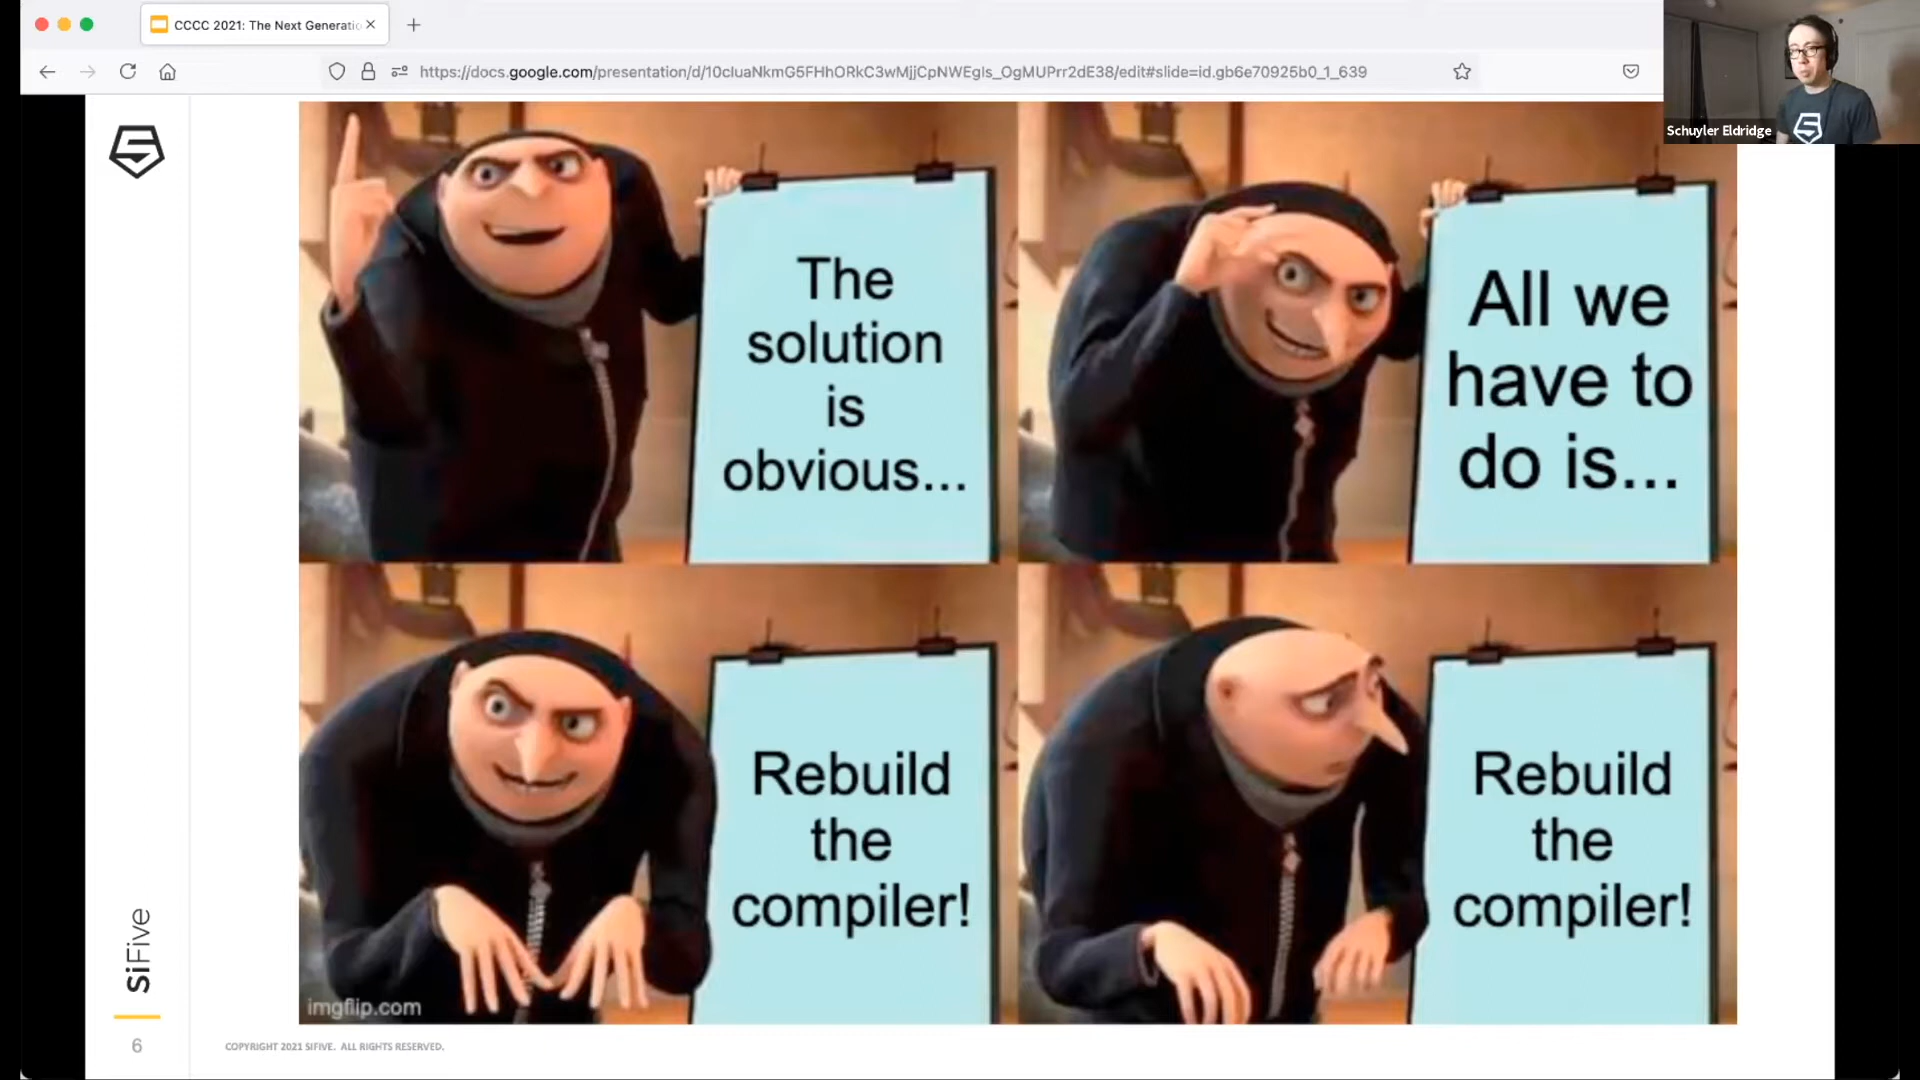 CCCC 2021: The Next Generatio
https://docs.google.com/presentation/d/10cIuaNkmG5FHhORkC3wMjjCpNWEgIs_OgMUPrr2dE38/edit#slide=id.gb6e70925b0_1_639
Schuyler Eldridge
The
solution
is
obvious...
All we
have to
do is...
Rebuild
the
compiler!
Rebuild
the
compiler!
imgflip.com
SiFive
6
COPYRIGHT 2021 SIFIVE. ALL RIGHTS RESERVED.